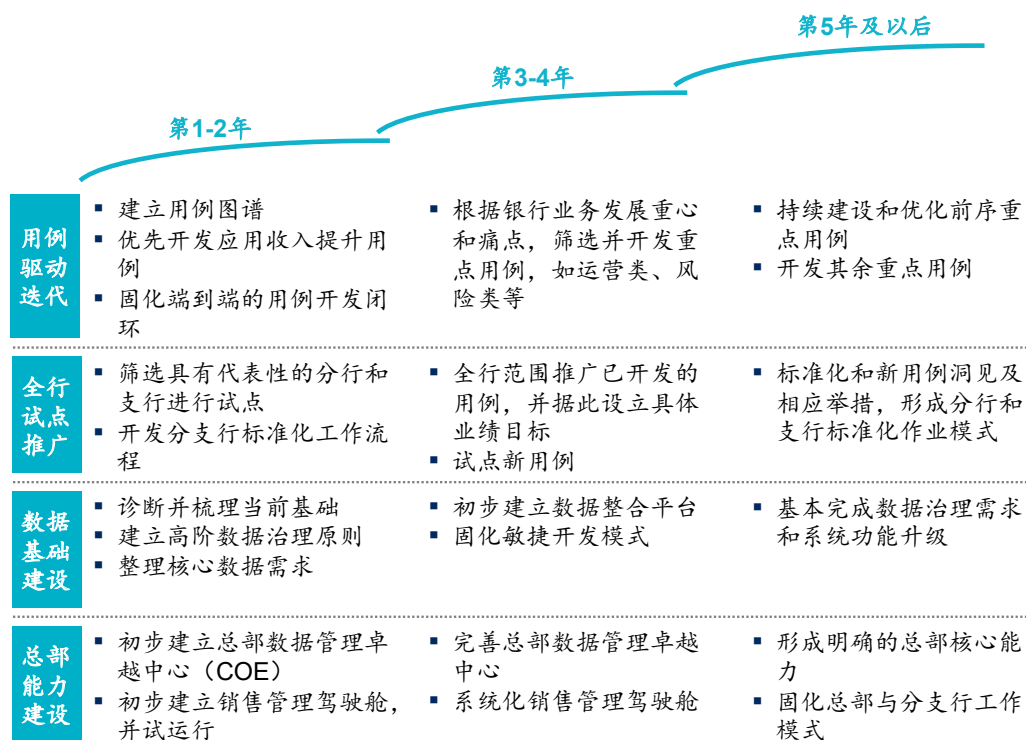 第5年及以后
第3-4年
第1-2年
用例
驱动
迭代
▪ 建立用例图谱
▪ 优先开发应用收入提升用
例
▪ 固化端到端的用例开发闭
环
▪ 根据银行业务发展重心
和痛点，筛选并开发重
点用例，如运营类、风
险类等
▪ 持续建设和优化前序重
点用例
▪ 开发其余重点用例
全行
试点
推广
▪ 筛选具有代表性的分行和
支行进行试点
▪ 开发分支行标准化工作流
程
▪ 全行范围推广已开发的
用例，并据此设立具体
业绩目标
▪ 试点新用例
▪ 标准化和新用例洞见及
相应举措，形成分行和
支行标准化作业模式
数据
基础
建设
▪ 诊断并梳理当前基础
▪ 建立高阶数据治理原则
▪ 整理核心数据需求
▪ 初步建立数据整合平台
▪ 固化敏捷开发模式
▪ 基本完成数据治理需求
和系统功能升级
总部
能力
建设
▪ 初步建立总部数据管理卓
越中心（COE）
▪ 初步建立销售管理驾驶舱，
并试运行
▪ 完善总部数据管理卓越
中心
▪ 系统化销售管理驾驶舱
▪ 形成明确的总部核心能
力
▪ 固化总部与分支行工作
模式